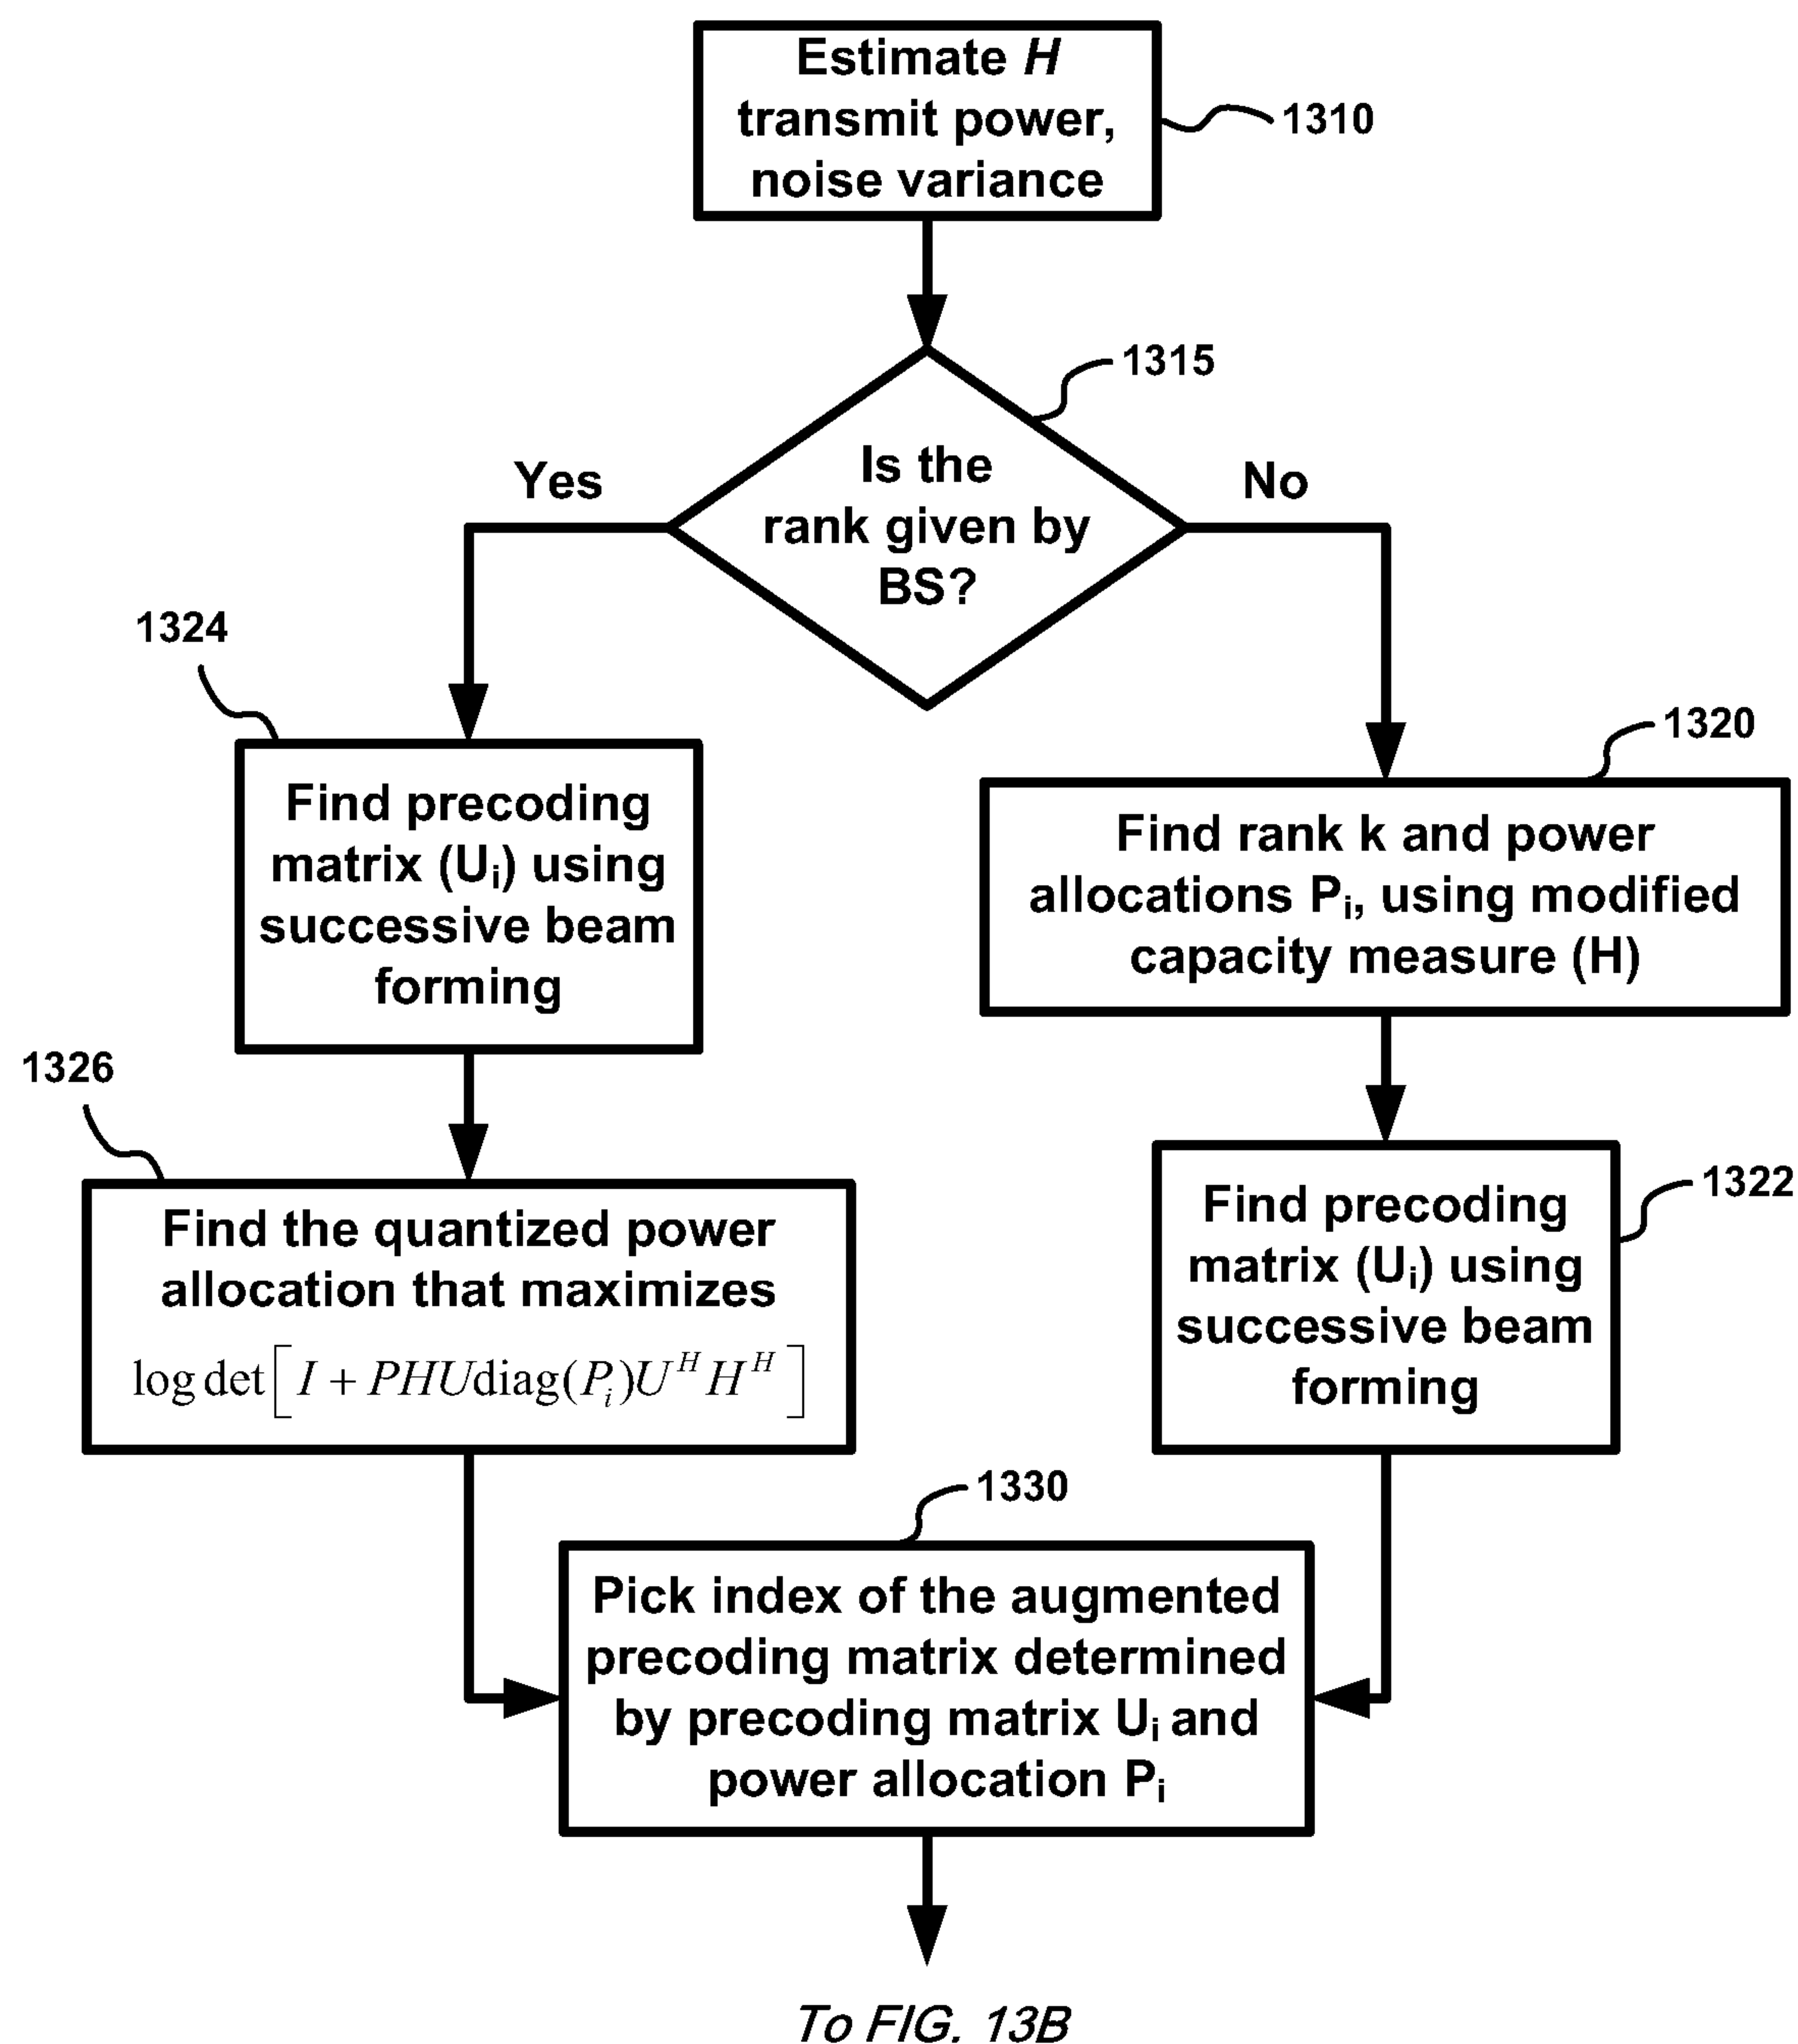 Estimate H
transmit power,
noise variance
1310
1315
Is the
rank given by
BS?
Yes
No
1324
Find precoding
matrix (Uᵢ) using
successive beam
forming
1320
Find rank k and power
allocations Pᵢ, using modified
capacity measure (H)
1326
Find the quantized power
allocation that maximizes
log det[I + PHUdiag(Pᵢ)Uᴴ Hᴴ]
1322
Find precoding
matrix (Uᵢ) using
successive beam
forming
1330
Pick index of the augmented
precoding matrix determined
by precoding matrix Uᵢ and
power allocation Pᵢ
To FIG. 13B